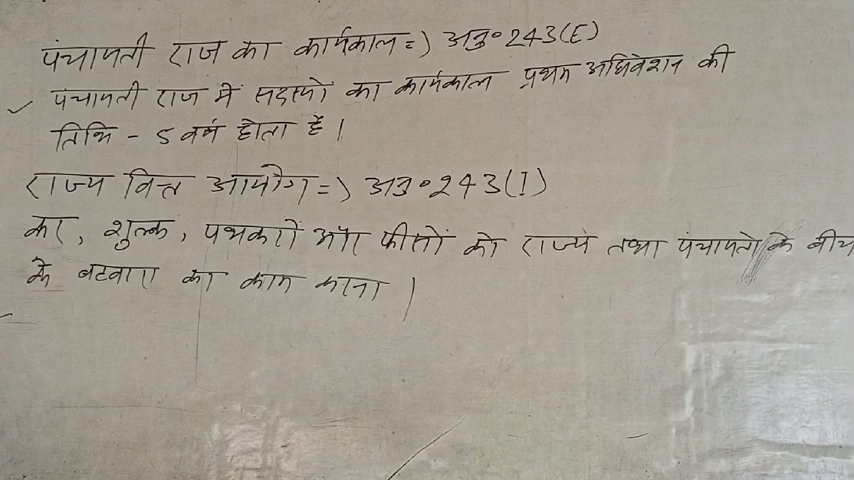 पंचायती राज का कार्यकाल=) अनु॰ 243(E)
पंचायती राज में सदस्यों का कार्यकाल प्रथम अधिवेशन की
तिथि - 5 वर्ष होता है।
राज्य वित्त आयोग=) अनु॰ 243(I)
कर, शुल्क, पथकरों और फीसों को राज्य तथा पंचायतो के बीच
के बटवारा का काम करना।